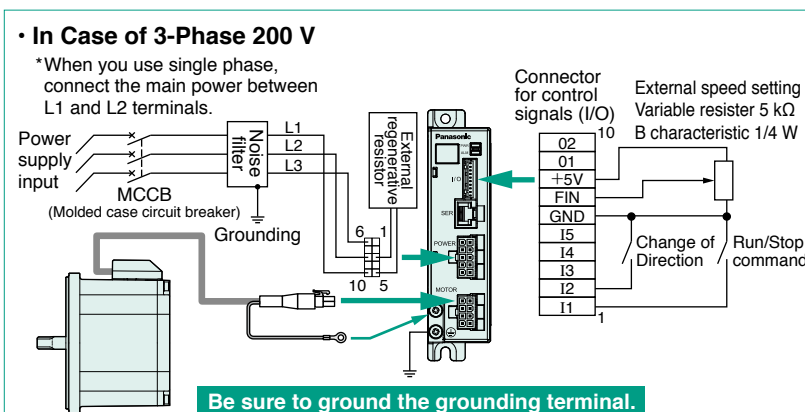 • In Case of 3-Phase 200 V
*When you use single phase,
connect the main power between
L1 and L2 terminals.
Power
supply
input
MCCB
(Molded case circuit breaker)
Noise
filter
Grounding
L1
L2
L3
External
regenerative
resistor
6 1
10 5
Panasonic
I/O
SER
POWER
MOTOR
Connector
for control
signals (I/O)
External speed setting
Variable resister 5 kΩ
B characteristic 1/4 W
10
02
01
+5V
FIN
GND
I5
I4
I3
I2
I1
1
Change of
Direction
Run/Stop
command
Be sure to ground the grounding terminal.